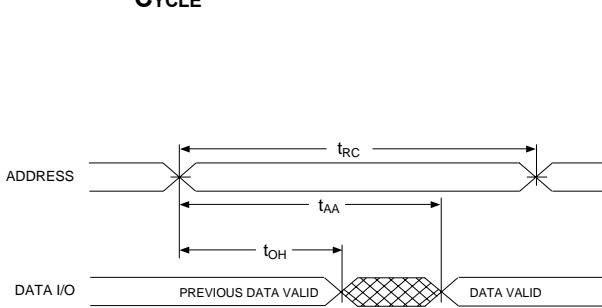 CYCLE
tRC
ADDRESS
tAA
tOH
DATA I/O PREVIOUS DATA VALID DATA VALID